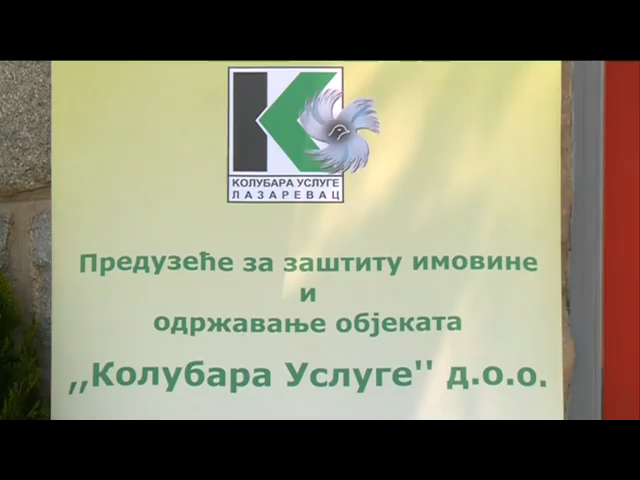 КОЛУБАРА УСЛУГЕ
ЛАЗАРЕВАЦ
Предузеће за заштиту имовине
и
одржавање објеката
,,Колубара Услуге'' д.о.о.